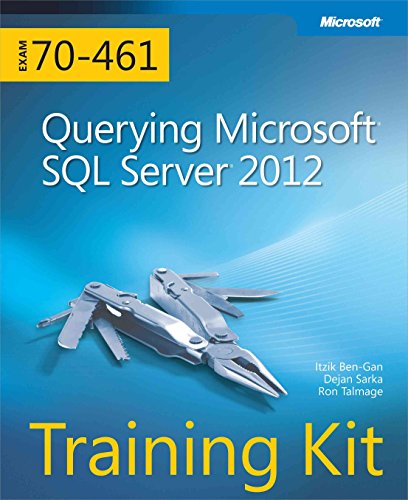 Microsoft®
EXAM 70-461
Querying Microsoft®
SQL Server® 2012
Itzik Ben-Gan
Dejan Sarka
Ron Talmage
Training Kit